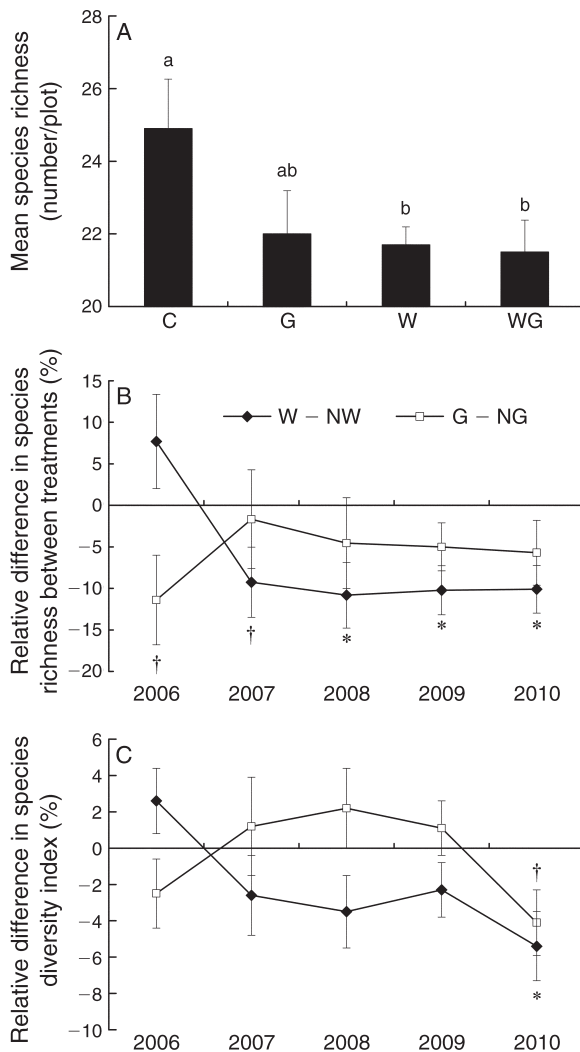 A
Mean species richness
(number/plot)
28
26
24
22
20
a
ab
b
b
C
G
W
WG
B
Relative difference in species
richness between treatments (%)
15
10
5
0
−5
−10
−15
−20
W − NW
G − NG
†
†
*
*
*
2006
2007
2008
2009
2010
C
Relative difference in species
diversity index (%)
6
4
2
0
−2
−4
−6
−8
−10
†
*
2006
2007
2008
2009
2010